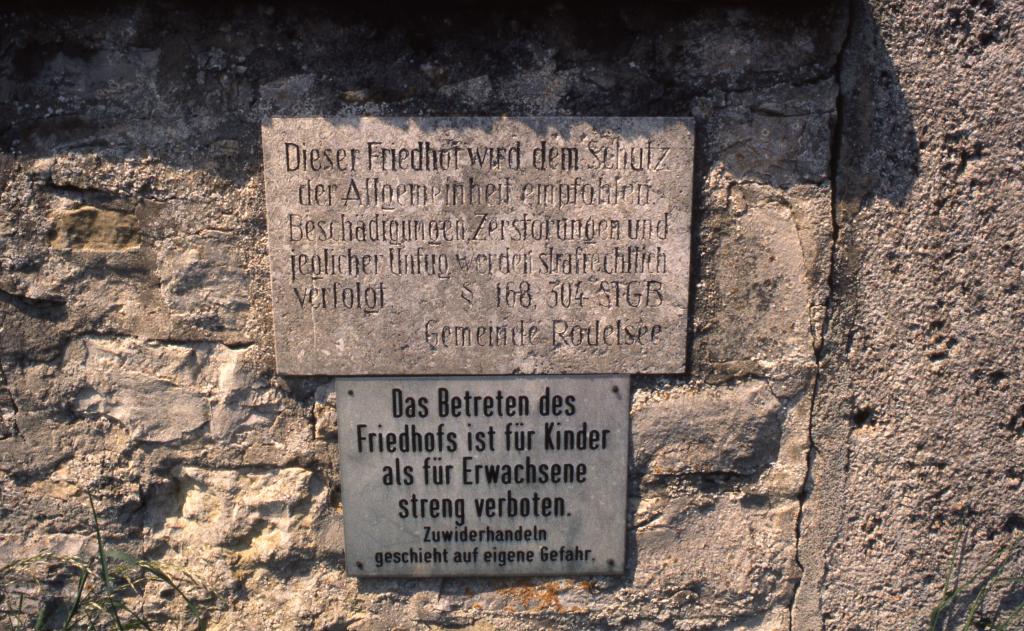 Dieser Friedhof wird dem Schutz
der Allgemeinheit empfohlen.
Beschädigungen, Zerstörungen und
jeglicher Unfug werden strafrechtlich
verfolgt § 168, 304 STGB
Gemeinde Rödelsee
Das Betreten des
Friedhofs ist für Kinder
als für Erwachsene
streng verboten.
Zuwiderhandeln
geschieht auf eigene Gefahr.